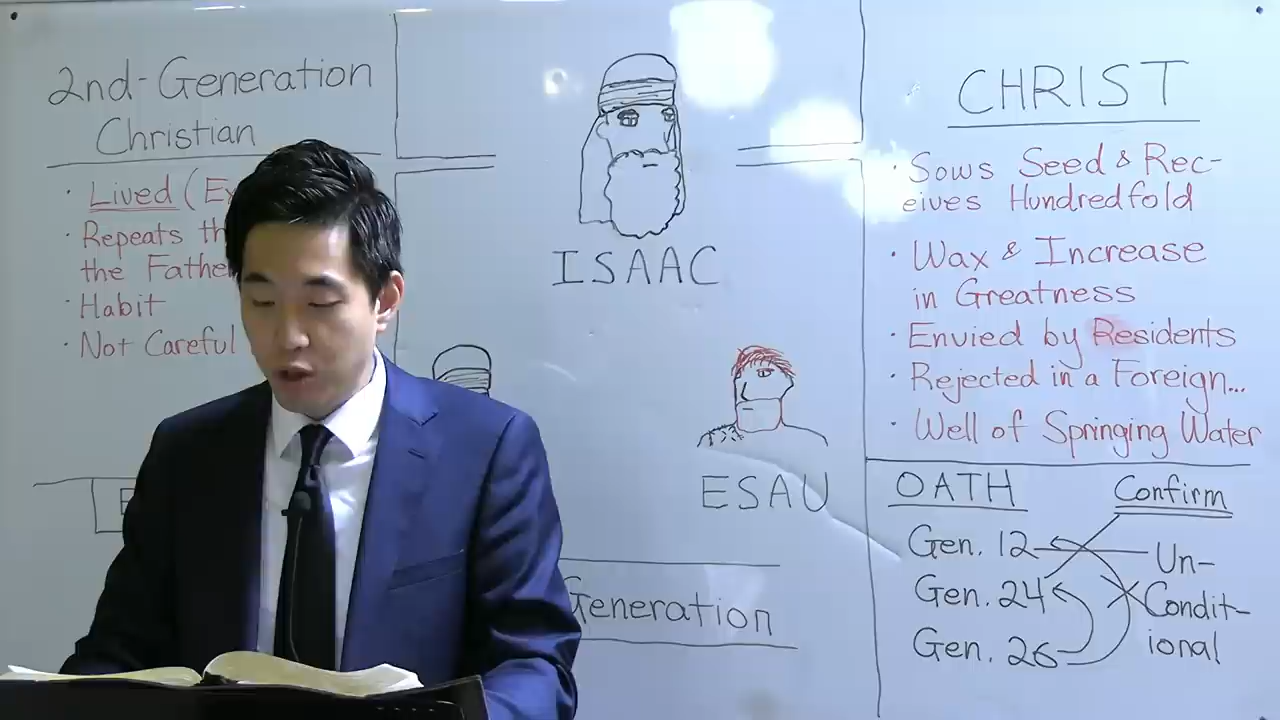 2nd-Generation
Christian
· Lived (Ex
· Repeats th
the Father
· Habit
· Not Careful
ISAAC
ESAU
Generation
CHRIST
· Sows Seed & Rec-
eives Hundredfold
· Wax & Increase
in Greatness
· Envied by Residents
· Rejected in a Foreign...
· Well of Springing Water
OATH
Confirm
Gen. 12
Gen. 24
Gen. 26
Un-
Condit-
ional